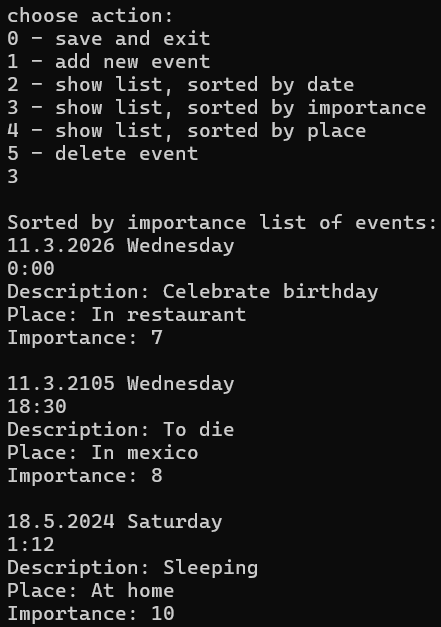 choose action:
0 - save and exit
1 - add new event
2 - show list, sorted by date
3 - show list, sorted by importance
4 - show list, sorted by place
5 - delete event
3
Sorted by importance list of events:
11.3.2026 Wednesday
0:00
Description: Celebrate birthday
Place: In restaurant
Importance: 7
11.3.2105 Wednesday
18:30
Description: To die
Place: In mexico
Importance: 8
18.5.2024 Saturday
1:12
Description: Sleeping
Place: At home
Importance: 10